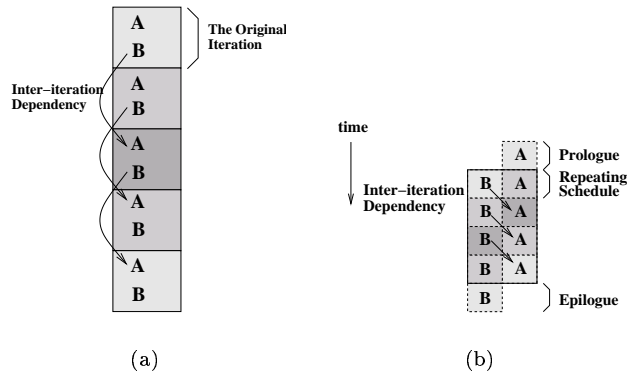 A
B
The Original
Iteration
A
B
Inter-iteration
Dependency
A
B
A
B
A
B
(a)
time
Inter-iteration
Dependency
A
Prologue
B A
Repeating
Schedule
B A
B A
B A
B
Epilogue
(b)